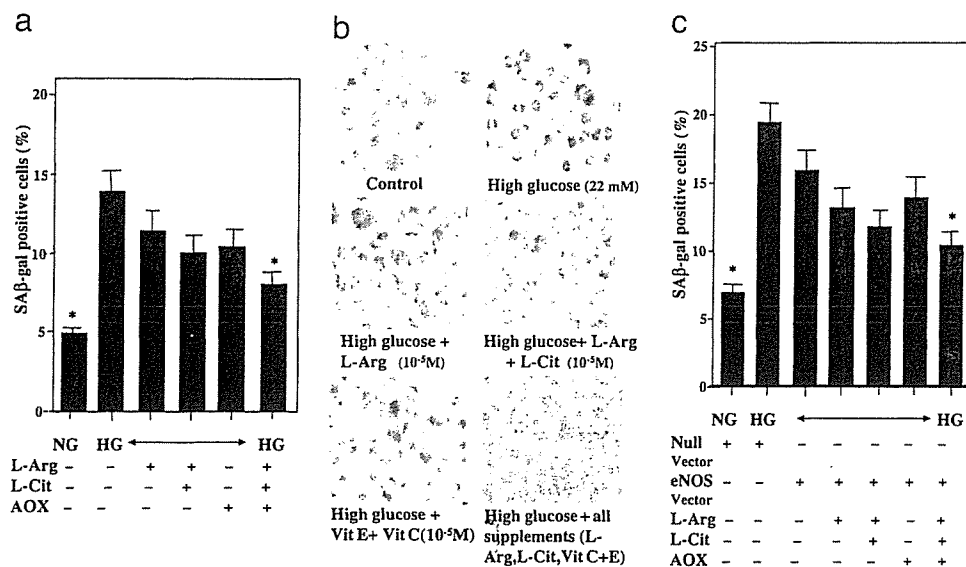 a
SAβ-gal positive cells (%)
20
15
10
5
0
*
*
NG HG HG
L-Arg – – + + – +
L-Cit – – – + – +
AOX – – – – + +
b
Control
High glucose (22 mM)
High glucose +
L-Arg (10-5M)
High glucose+ L-Arg
+ L-Cit (10-5M)
High glucose +
Vit E+ Vit C(10-5M)
High glucose + all
supplements (L-
Arg,L-Cit,Vit C+E)
c
SAβ-gal positive cells (%)
25
20
15
10
5
0
*
*
NG HG HG
Null + + – – – – –
Vector
eNOS – – + + + + +
Vector
L-Arg – – – + + – +
L-Cit – – – – + – +
AOX – – – – – + +